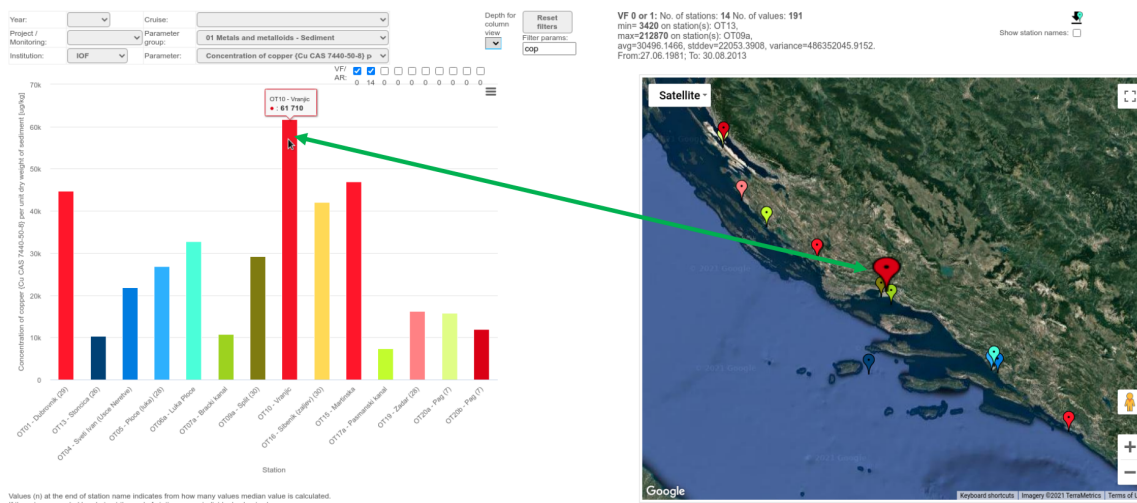 Year:
Cruise:
Project / Monitoring:
Parameter group:
01 Metals and metalloids - Sediment
Institution:
IOF
Parameter:
Concentration of copper {Cu CAS 7440-50-8} p
Depth for
column
view
Reset
filters
Filter params:
cop
VF/
AR:
0 14 0 0 0 0 0 0 0 0
VF 0 or 1: No. of stations: 14 No. of values: 191
min= 3420 on station(s): OT13,
max=212870 on station(s): OT09a,
avg=30496.1466, stddev=22053.3908, variance=486352045.9152.
From:27.06.1981; To: 30.08.2013
Show station names:
Concentration of copper {Cu CAS 7440-50-8} per unit dry weight of sediment [ug/kg]
70k
60k
50k
40k
30k
20k
10k
0
OT10 - Vranjic
: 61 710
OT01 - Dubrovnik (29)
OT13 - Stoncica (26)
OT04 - Sveti Ivan (Usce Neretve)
OT05 - Ploce (luka) (28)
OT06a - Luka Ploce
OT07a - Bracki kanal
OT09a - Split (30)
OT10 - Vranjic
OT16 - Sibenik (zaljev) (30)
OT15 - Martinska
OT17a - Pasmanski kanal
OT19 - Zadar (28)
OT20a - Pag (7)
OT20b - Pag (7)
Station
Values (n) at the end of station name indicates from how many values median value is calculated.
Satellite
Google
Keyboard shortcuts
Imagery ©2021 TerraMetrics
Terms of